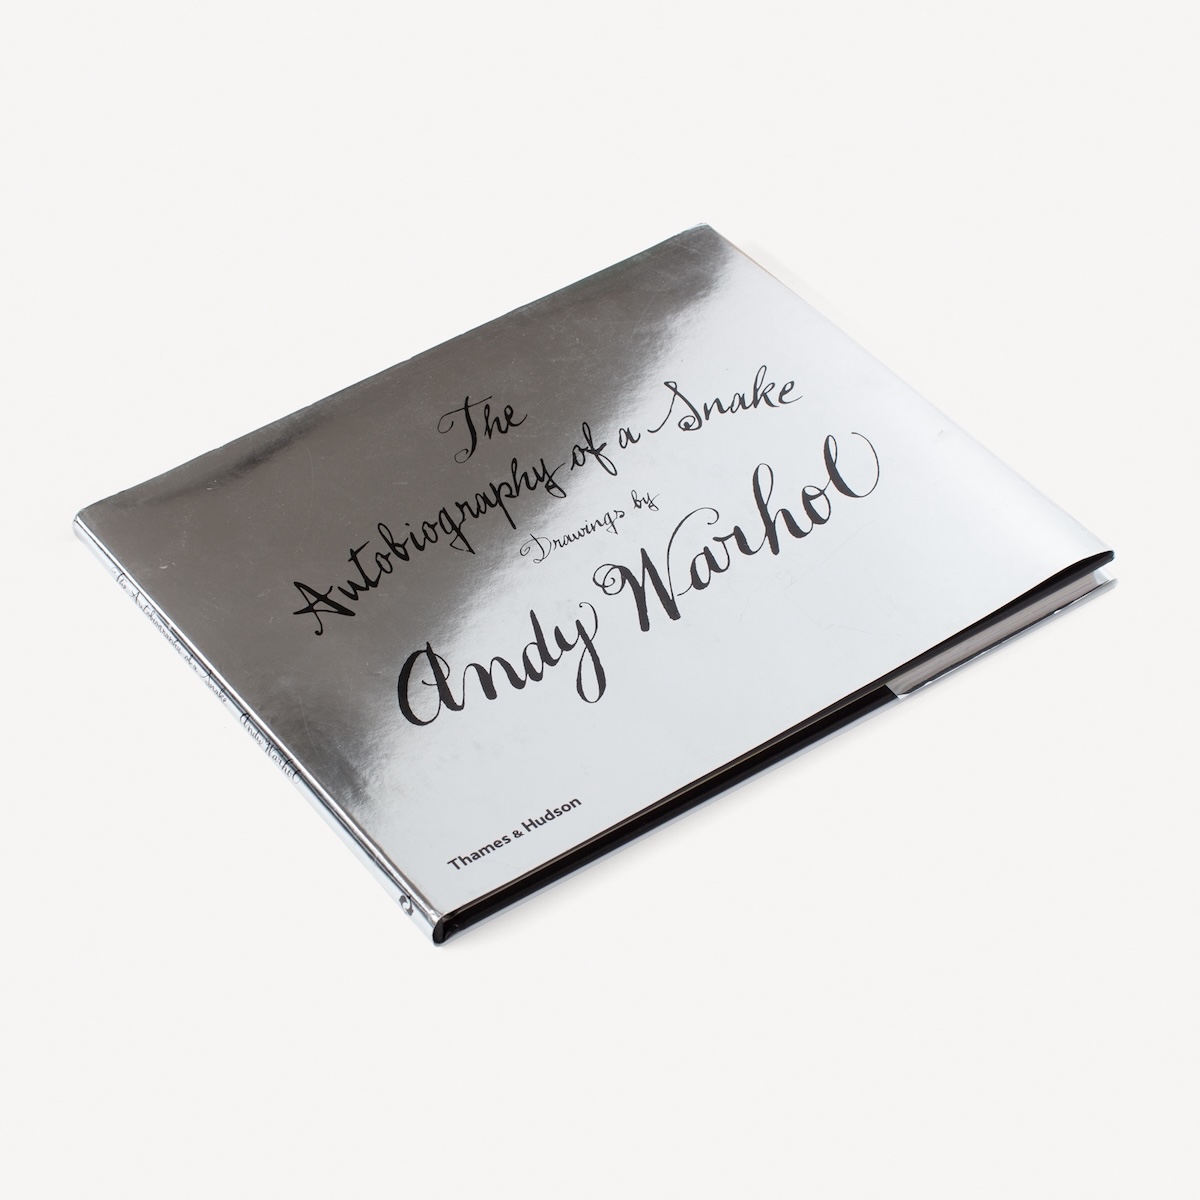 The
Autobiography of a Snake
Drawings by
Andy Warhol
Thames & Hudson
The Autobiography of a Snake Andy Warhol